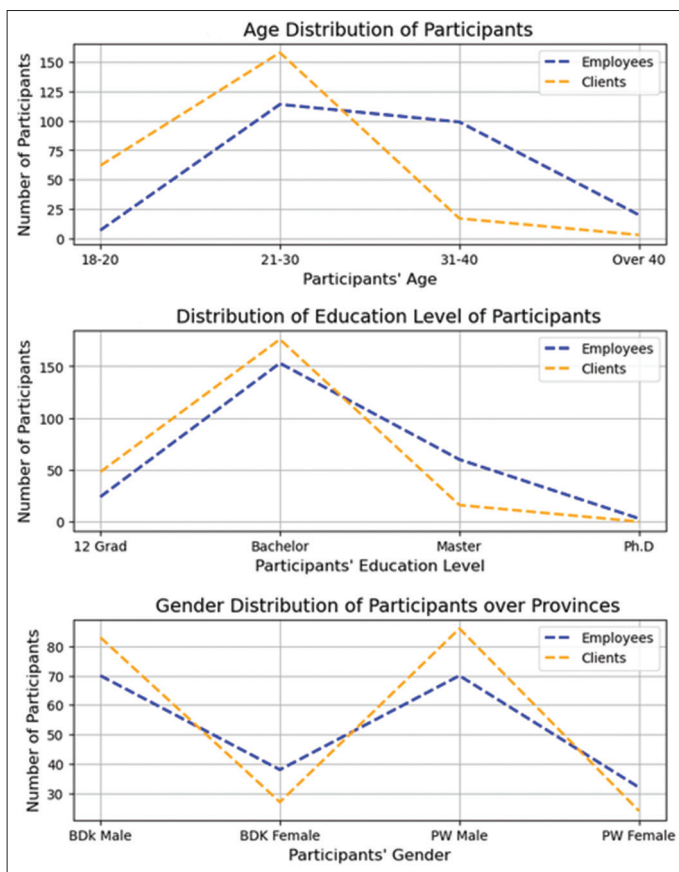 Age Distribution of Participants
Number of Participants
150
125
100
75
50
25
0
Employees
Clients
18-20 21-30 31-40 Over 40
Participants' Age
Distribution of Education Level of Participants
Number of Participants
150
100
50
0
Employees
Clients
12 Grad Bachelor Master Ph.D
Participants' Education Level
Gender Distribution of Participants over Provinces
Number of Participants
80
70
60
50
40
30
Employees
Clients
BDk Male BDK Female PW Male PW Female
Participants' Gender